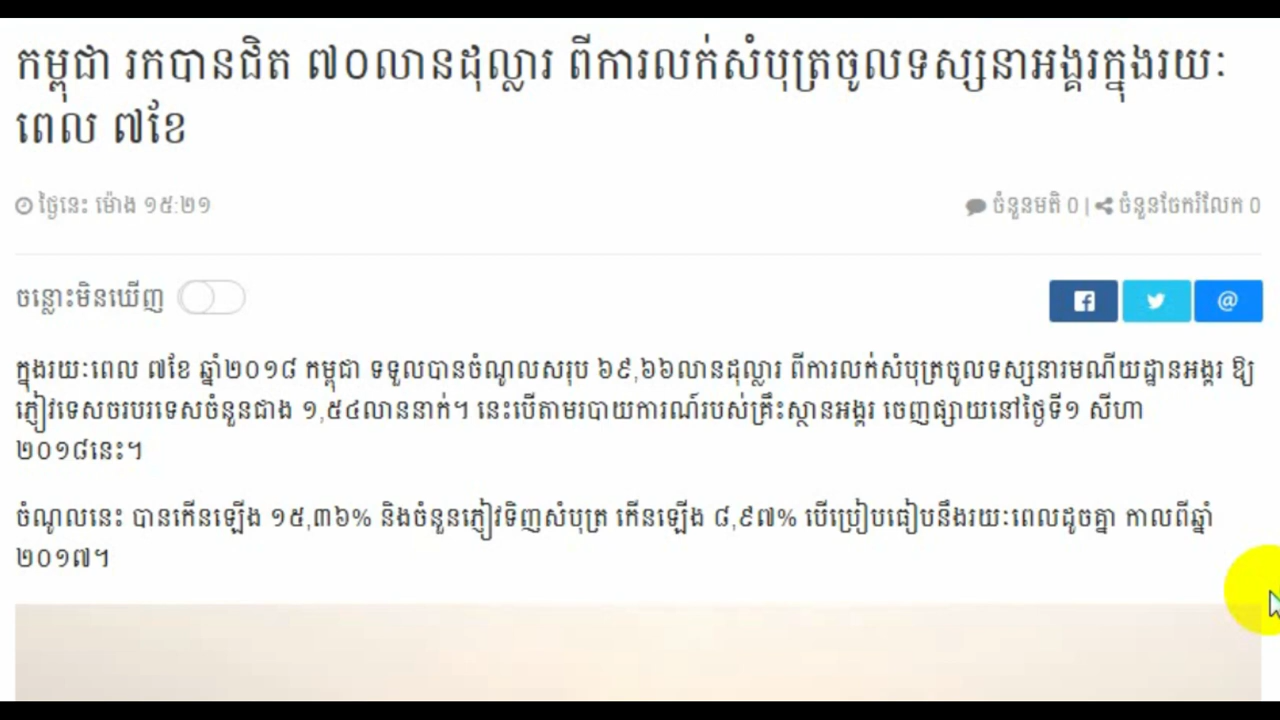 កម្ពុជា រកបានជិត ៧០លានដុល្លារ ពីការលក់សំបុត្រចូលទស្សនាអង្គរក្នុងរយៈ
ពេល ៧ខែ
ថ្ងៃនេះ ម៉ោង ១៥:២១
ចំនួនមតិ 0 | ចំនួនចែករំលែក 0
ចន្លោះមិនឃើញ
@
ក្នុងរយៈពេល ៧ខែ ឆ្នាំ២០១៨ កម្ពុជា ទទួលបានចំណូលសរុប ៦៩,៦៦លានដុល្លារ ពីការលក់សំបុត្រចូលទស្សនារមណីយដ្ឋានអង្គរ ឱ្យ
ភ្ញៀវទេសចរបរទេសចំនួនជាង ១,៥៤លាននាក់។ នេះបើតាមរបាយការណ៍របស់គ្រឹះស្ថានអង្គរ ចេញផ្សាយនៅថ្ងៃទី១ សីហា
២០១៨នេះ។
ចំណូលនេះ បានកើនឡើង ១៥,៣៦% និងចំនួនភ្ញៀវទិញសំបុត្រ កើនឡើង ៨,៩៧% បើប្រៀបធៀបនឹងរយៈពេលដូចគ្នា កាលពីឆ្នាំ
២០១៧។